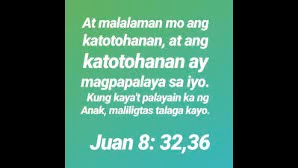 At malalaman mo ang
katotohanan, at ang
katotohanan ay
magpapalaya sa iyo.
Kung kaya't palayain ka ng
Anak, maliligtas talaga kayo.
Juan 8: 32,36